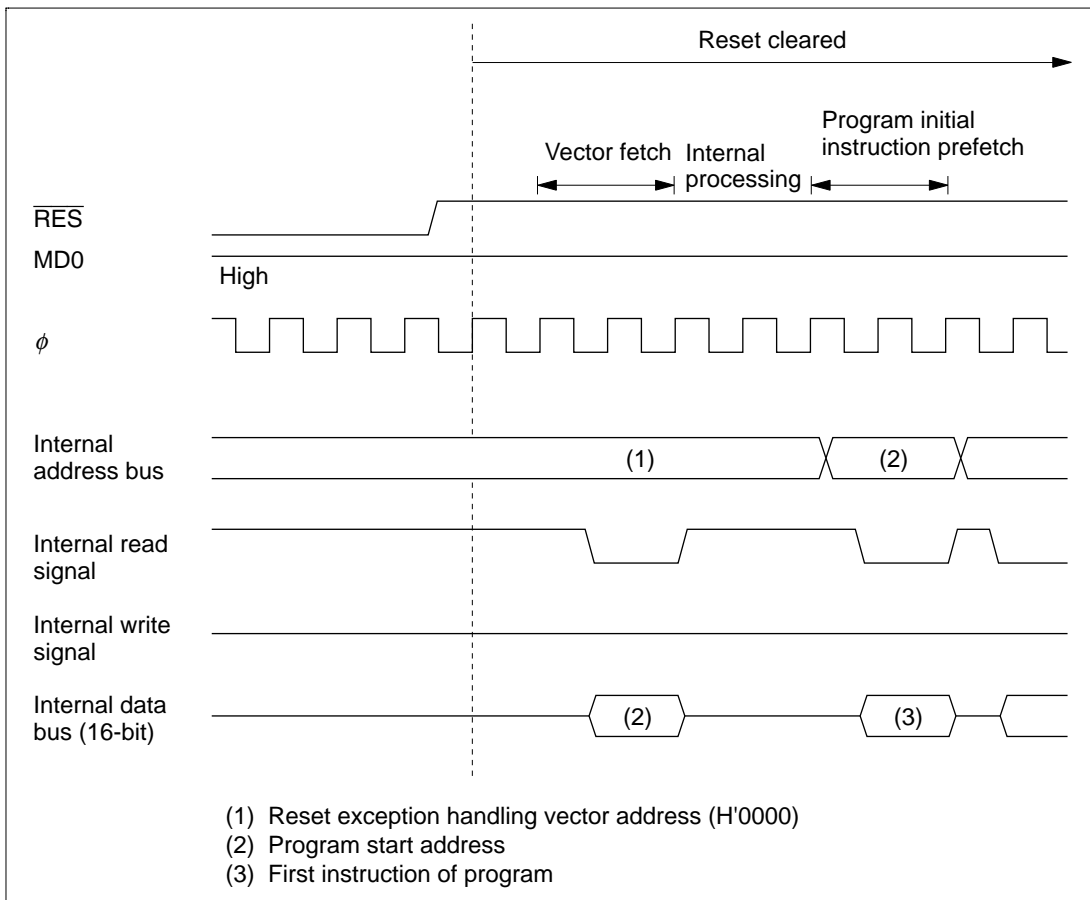 Reset cleared
Vector fetch
Internal
processing
Program initial
instruction prefetch
RES
MD0
High
ϕ
Internal
address bus
(1)
(2)
Internal read
signal
Internal write
signal
Internal data
bus (16-bit)
(2)
(3)
(1) Reset exception handling vector address (H'0000)
(2) Program start address
(3) First instruction of program